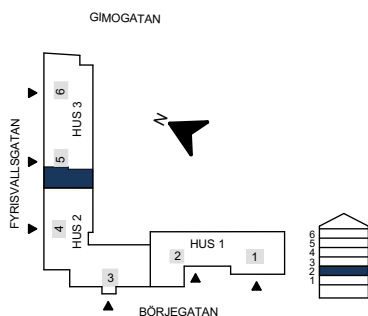 GIMOGATAN
N
6
HUS 3
FYRISVALLSGATAN
5
4
HUS 2
HUS 1
2
1
3
6
5
4
3
2
1
BÖRJEGATAN